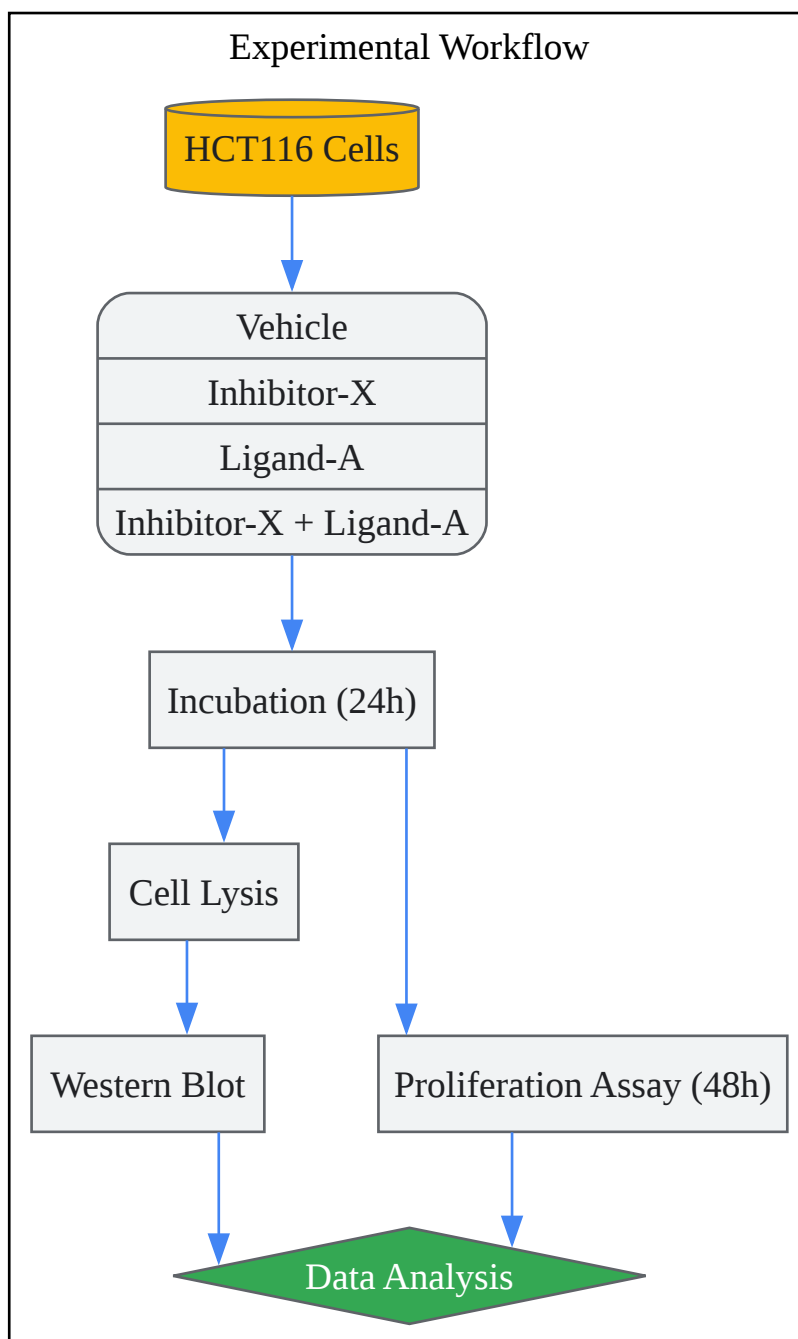 Experimental Workflow
HCT116 Cells
Vehicle
Inhibitor-X
Ligand-A
Inhibitor-X + Ligand-A
Incubation (24h)
Cell Lysis
Western Blot
Proliferation Assay (48h)
Data Analysis